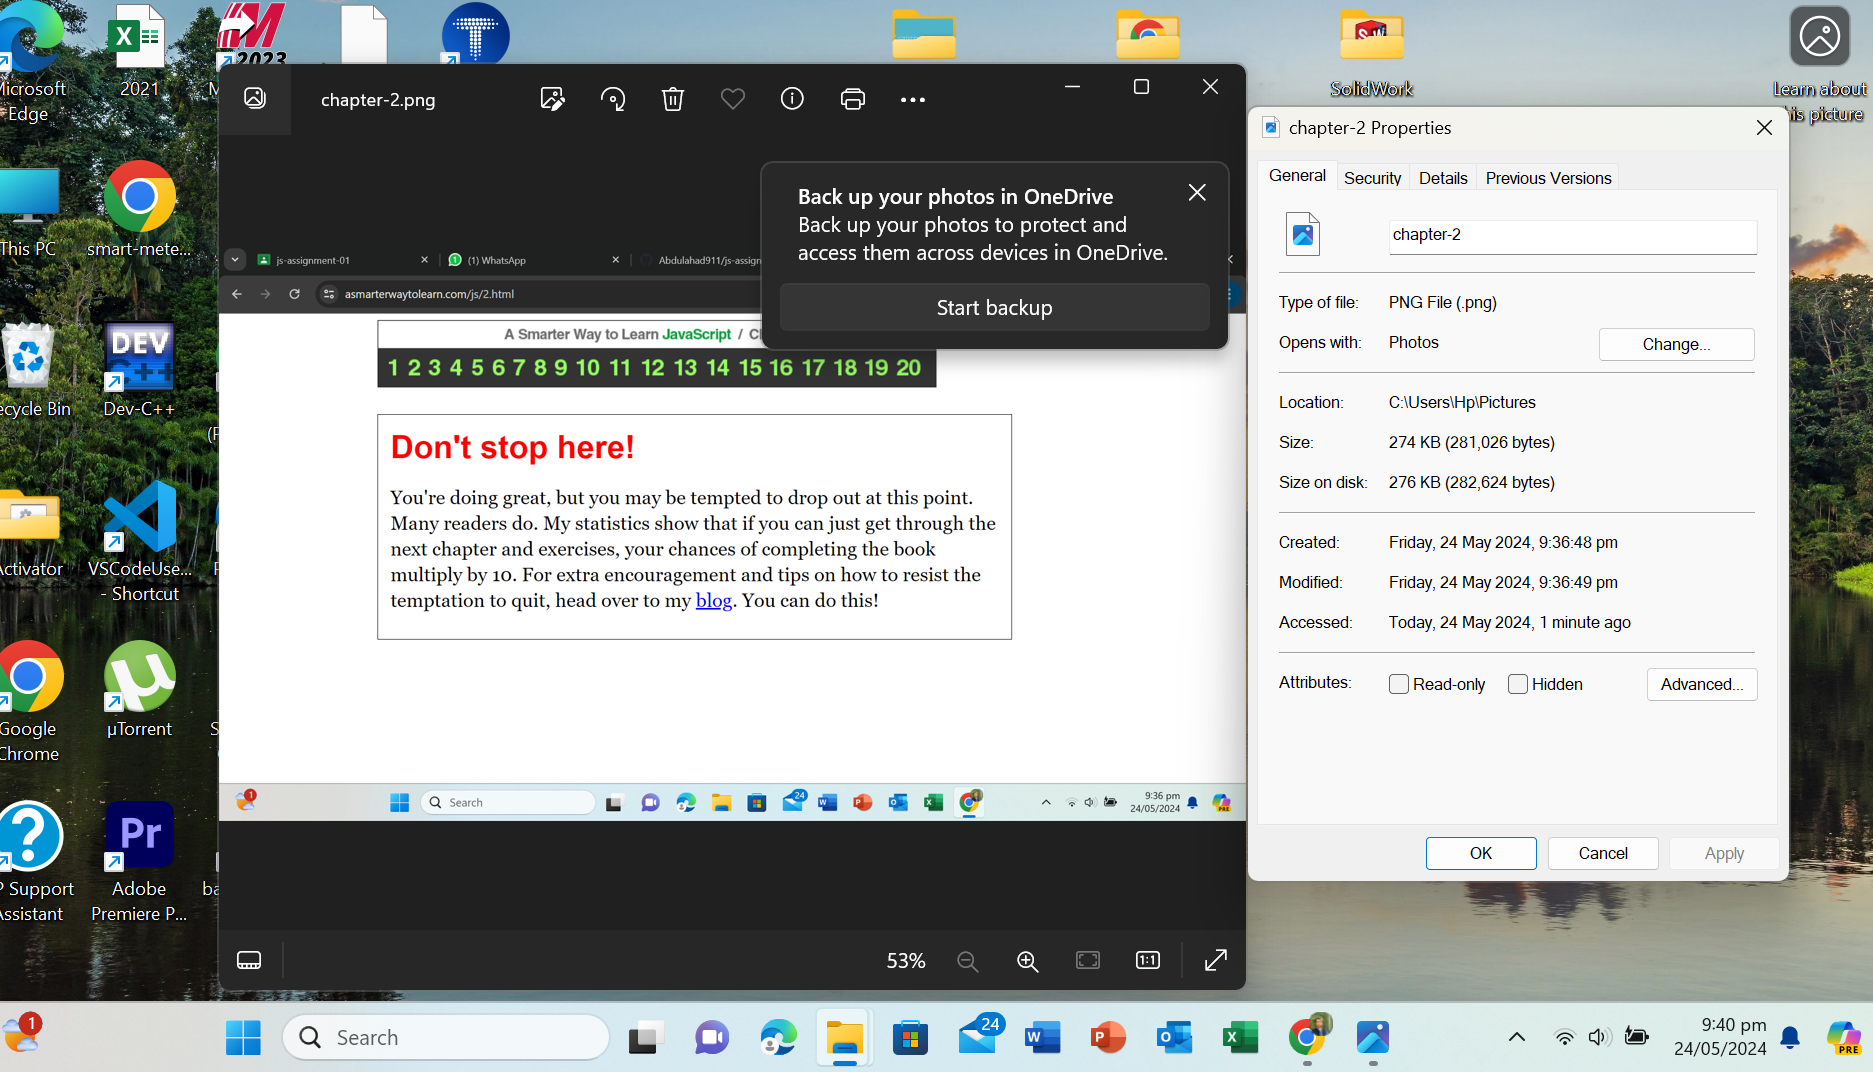 Microsoft
Edge
2021
2023
SolidWork
Learn about
his picture
This PC
smart-mete...
DEV
C++
Recycle Bin
Dev-C++
Activator
VSCodeUse...
- Shortcut
Google
Chrome
µTorrent
Pr
HP Support
Assistant
Adobe
Premiere P...
chapter-2.png
Back up your photos in OneDrive
Back up your photos to protect and
access them across devices in OneDrive.
Start backup
js-assignment-01
(1) WhatsApp
Abdulahad911/js-assign
asmarterwaytolearn.com/js/2.html
A Smarter Way to Learn JavaScript / C
1 2 3 4 5 6 7 8 9 10 11 12 13 14 15 16 17 18 19 20
Don't stop here!
You're doing great, but you may be tempted to drop out at this point.
Many readers do. My statistics show that if you can just get through the
next chapter and exercises, your chances of completing the book
multiply by 10. For extra encouragement and tips on how to resist the
temptation to quit, head over to my blog. You can do this!
1
Search
24
9:36 pm
24/05/2024
PRE
53%
1:1
chapter-2 Properties
General
Security
Details
Previous Versions
chapter-2
Type of file: PNG File (.png)
Opens with: Photos
Change...
Location: C:\Users\Hp\Pictures
Size: 274 KB (281,026 bytes)
Size on disk: 276 KB (282,624 bytes)
Created: Friday, 24 May 2024, 9:36:48 pm
Modified: Friday, 24 May 2024, 9:36:49 pm
Accessed: Today, 24 May 2024, 1 minute ago
Attributes: Read-only Hidden
Advanced...
OK
Cancel
Apply
1
Search
24
9:40 pm
24/05/2024
PRE